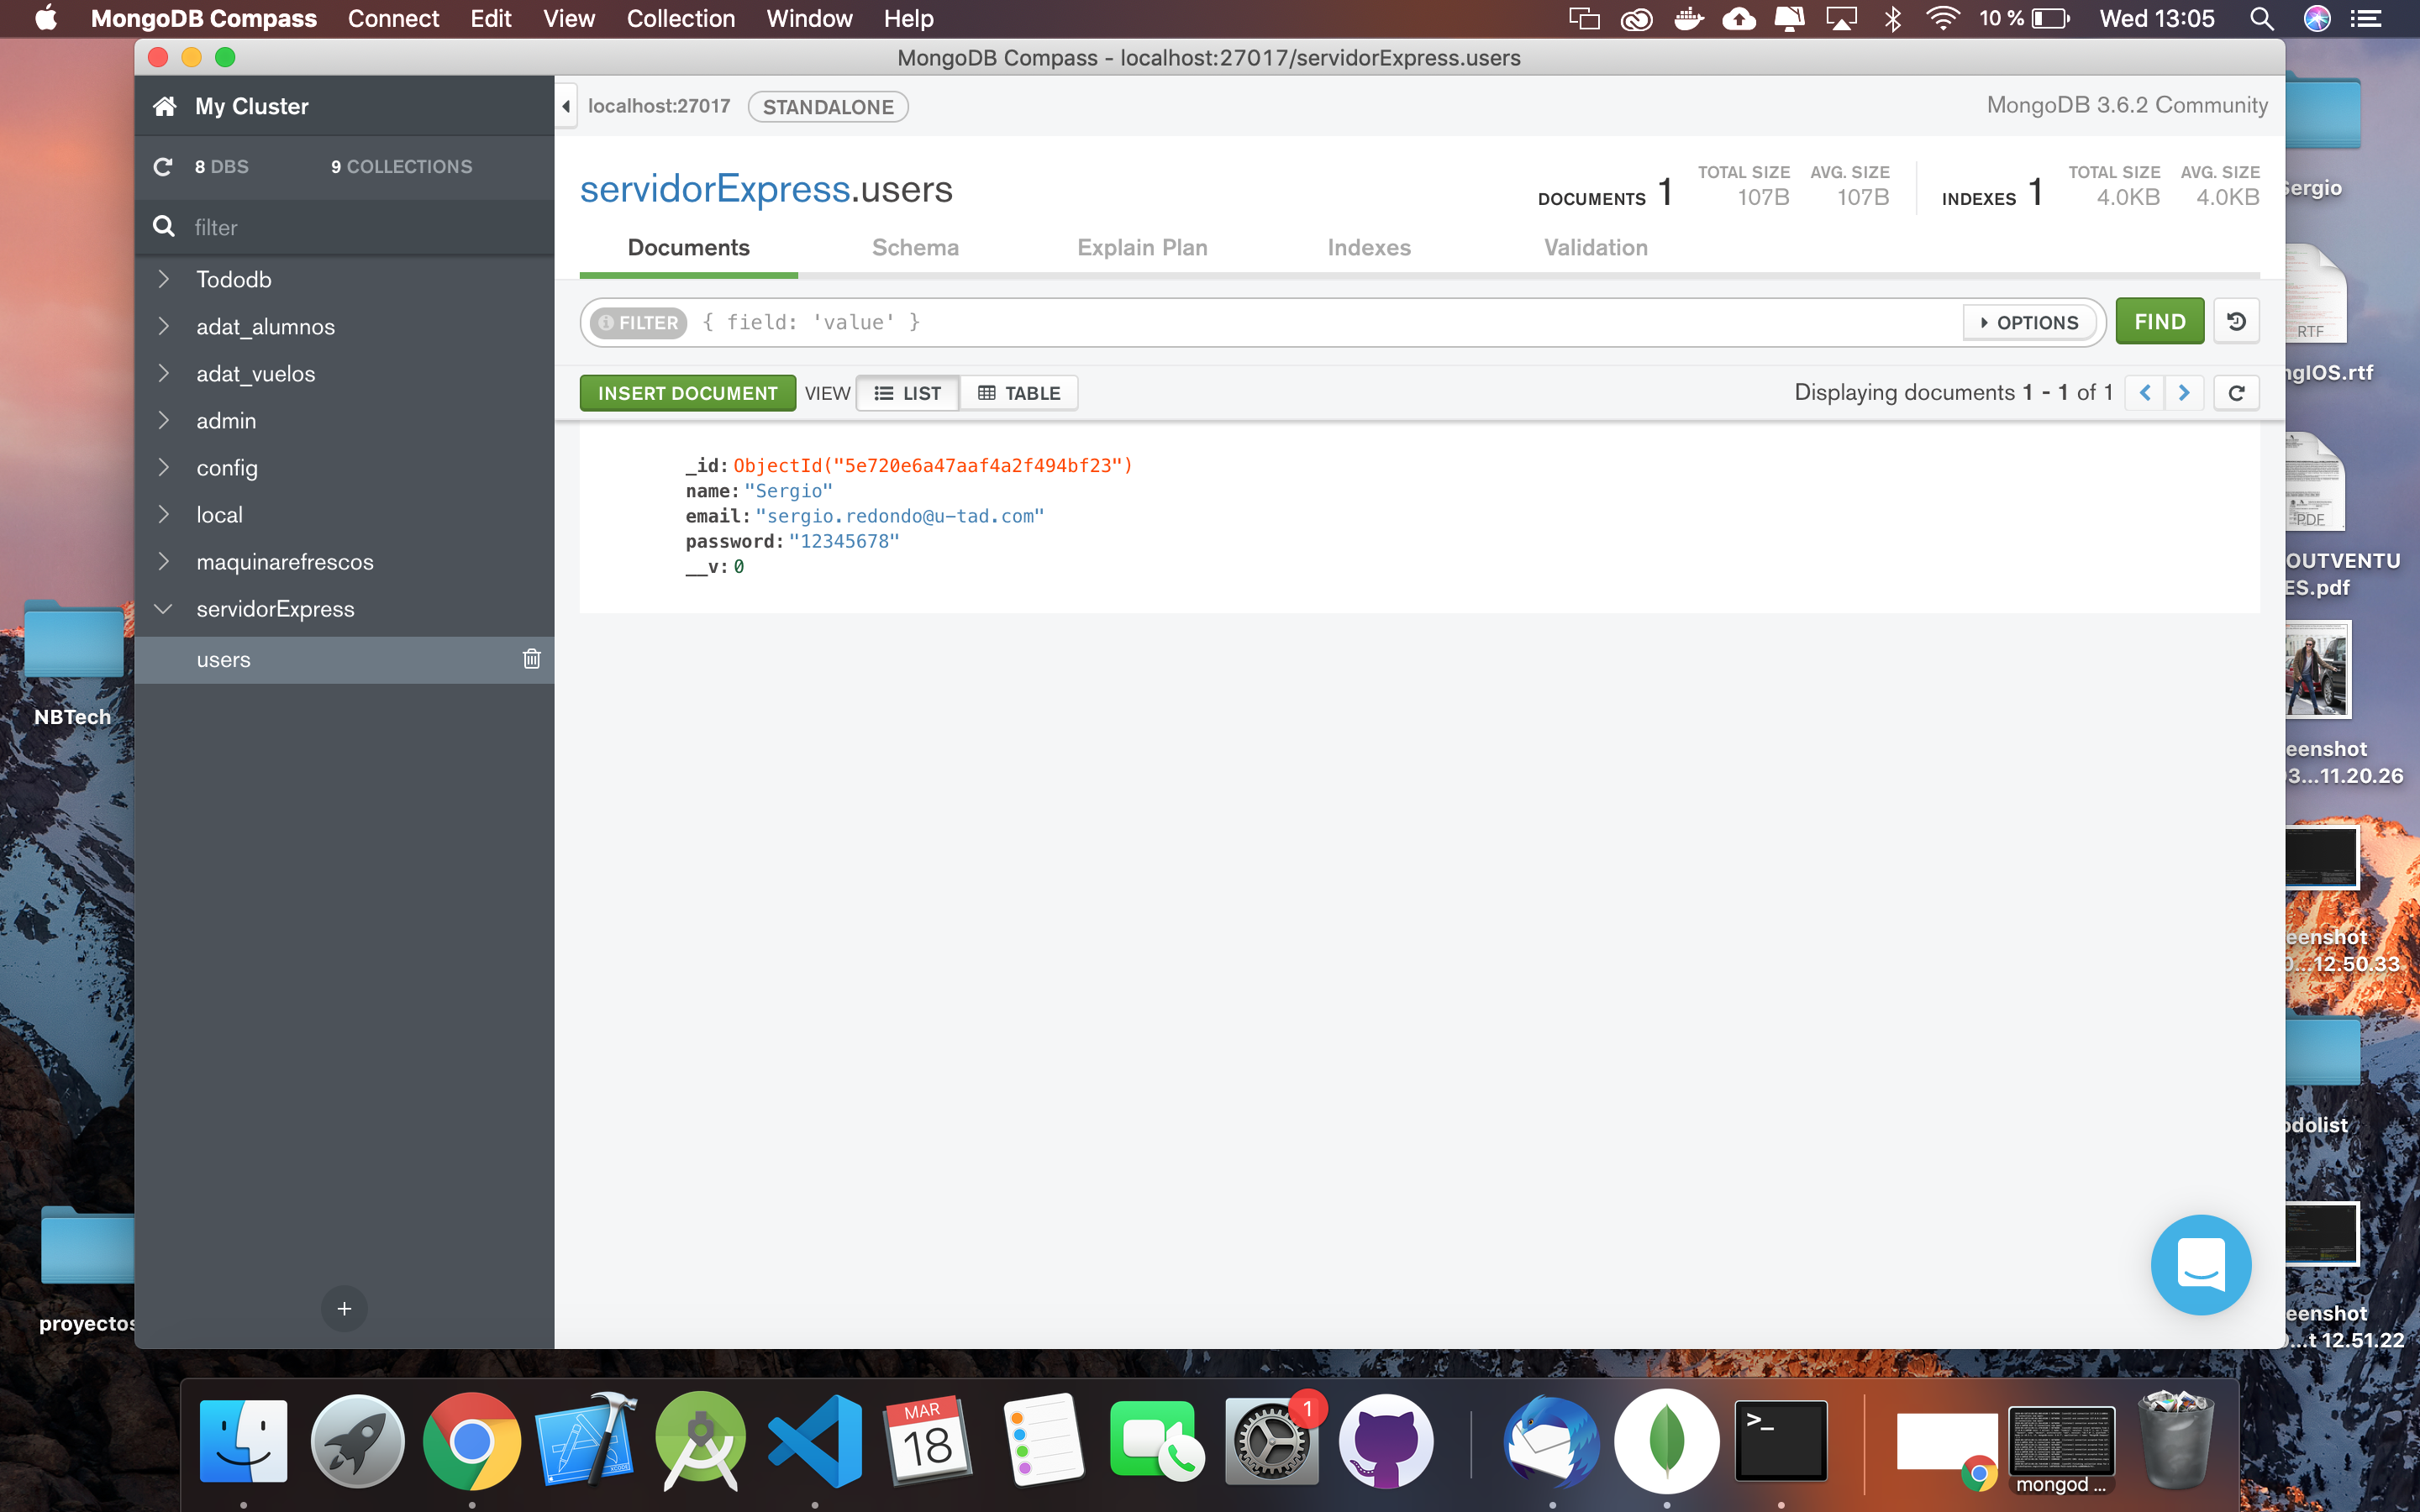 MongoDB Compass Connect Edit View Collection Window Help 10 % Wed 13:05
MongoDB Compass - localhost:27017/servidorExpress.users
My Cluster
8 DBS 9 COLLECTIONS
filter
Tododb
adat_alumnos
adat_vuelos
admin
config
local
maquinarefrescos
servidorExpress
users
localhost:27017 STANDALONE MongoDB 3.6.2 Community
servidorExpress.users
DOCUMENTS 1 TOTAL SIZE 107B AVG. SIZE 107B INDEXES 1 TOTAL SIZE 4.0KB AVG. SIZE 4.0KB
Documents Schema Explain Plan Indexes Validation
FILTER { field: 'value' } OPTIONS FIND
INSERT DOCUMENT VIEW LIST TABLE Displaying documents 1 - 1 of 1
_id: ObjectId("5e720e6a47aaf4a2f494bf23")
name: "Sergio"
email: "sergio.redondo@u-tad.com"
password: "12345678"
__v: 0
NBTech
proyectos
Sergio
RTF
ngIOS.rtf
PDF
OUTVENTU
ES.pdf
eenshot
03...11.20.26
eenshot
0...12.50.33
odolist
eenshot
0...t 12.51.22
MAR
18
1
>_
mongod ...